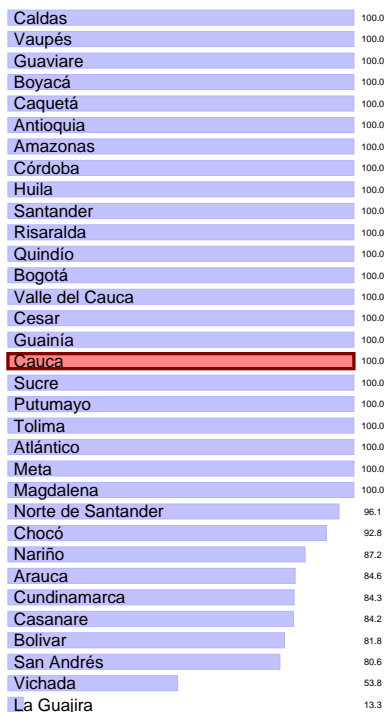 Caldas 100.0
Vaupés 100.0
Guaviare 100.0
Boyacá 100.0
Caquetá 100.0
Antioquia 100.0
Amazonas 100.0
Córdoba 100.0
Huila 100.0
Santander 100.0
Risaralda 100.0
Quindío 100.0
Bogotá 100.0
Valle del Cauca 100.0
Cesar 100.0
Guainía 100.0
Cauca 100.0
Sucre 100.0
Putumayo 100.0
Tolima 100.0
Atlántico 100.0
Meta 100.0
Magdalena 100.0
Norte de Santander 96.1
Chocó 92.8
Nariño 87.2
Arauca 84.6
Cundinamarca 84.3
Casanare 84.2
Bolivar 81.8
San Andrés 80.6
Vichada 53.8
La Guajira 13.3